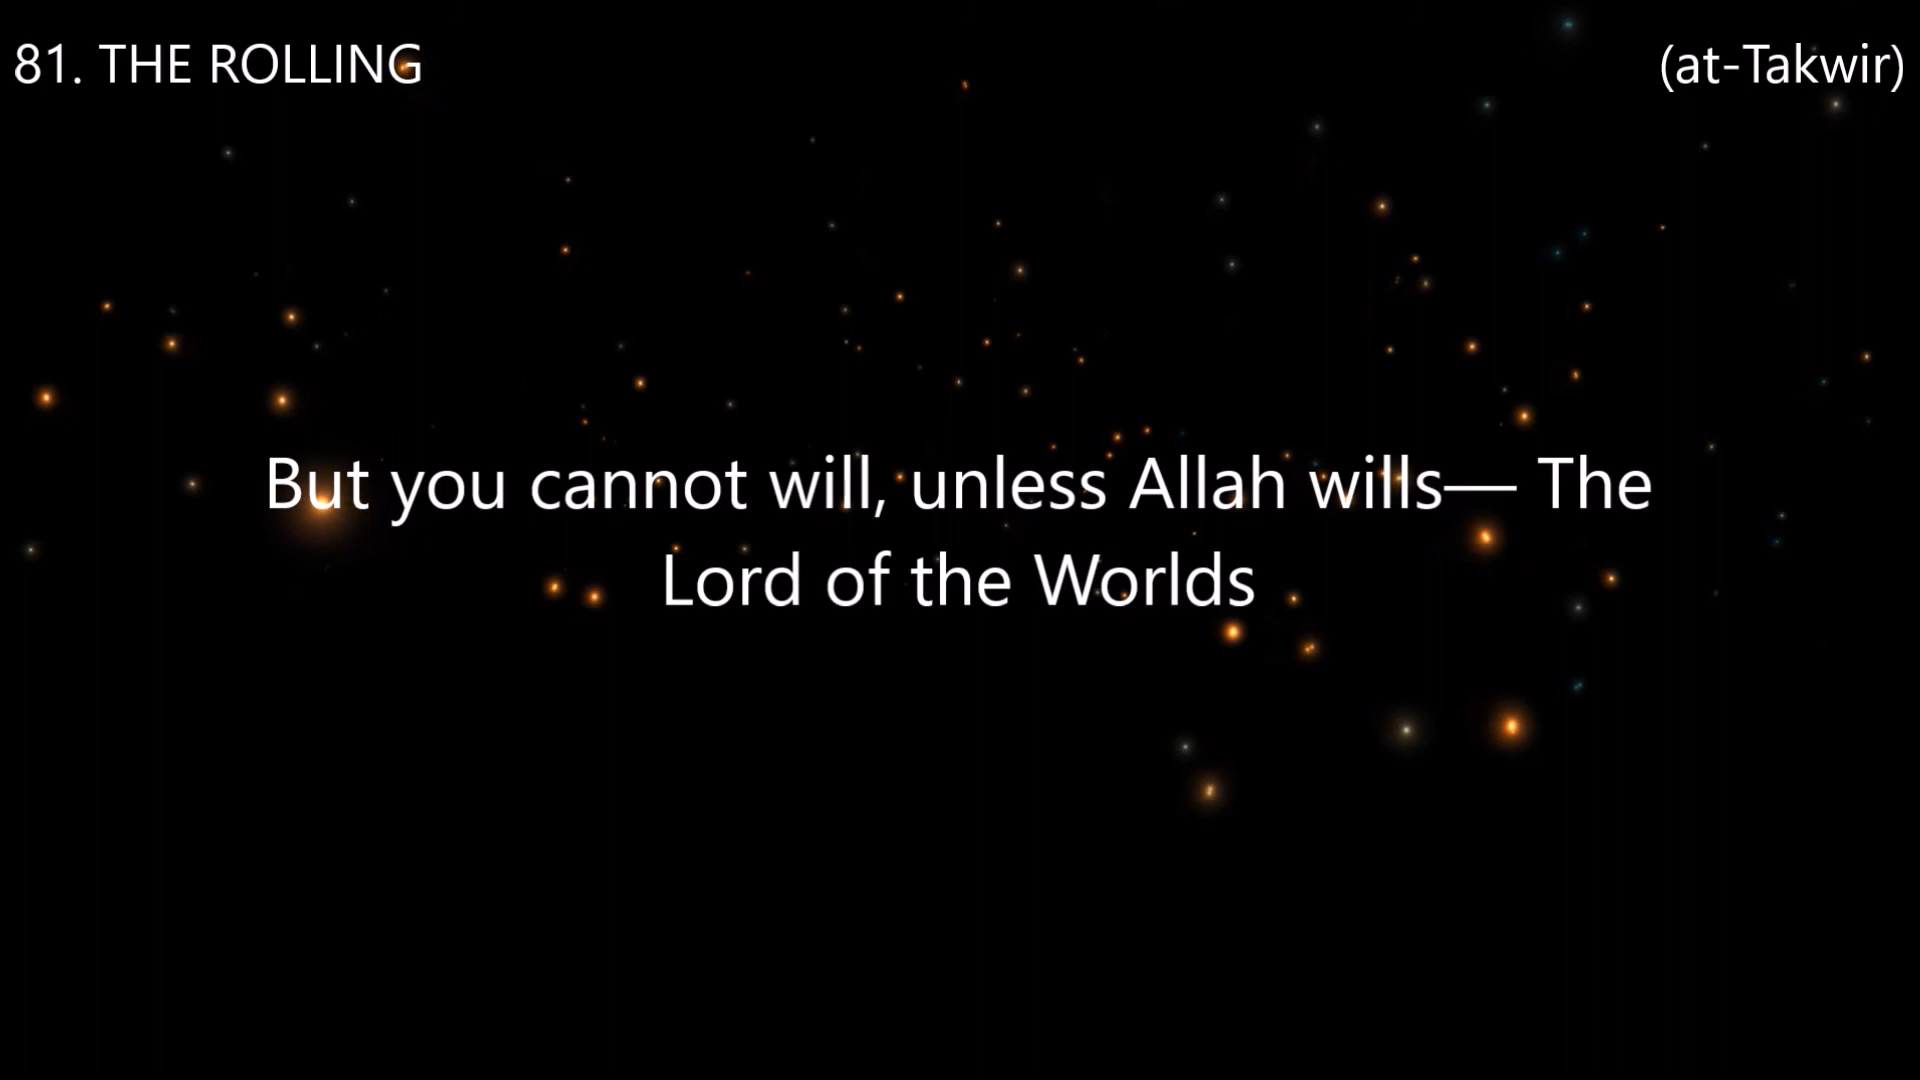 81. THE ROLLING
(at-Takwir)
But you cannot will, unless Allah wills— The
Lord of the Worlds